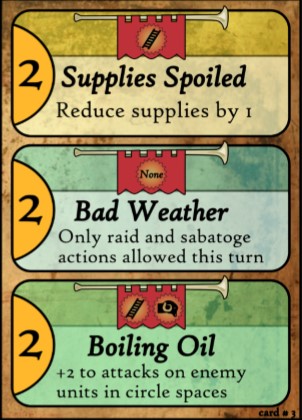 2
Supplies Spoiled
Reduce supplies by 1
None
2
Bad Weather
Only raid and sabatoge
actions allowed this turn
2
Boiling Oil
+2 to attacks on enemy
units in circle spaces
card # 3